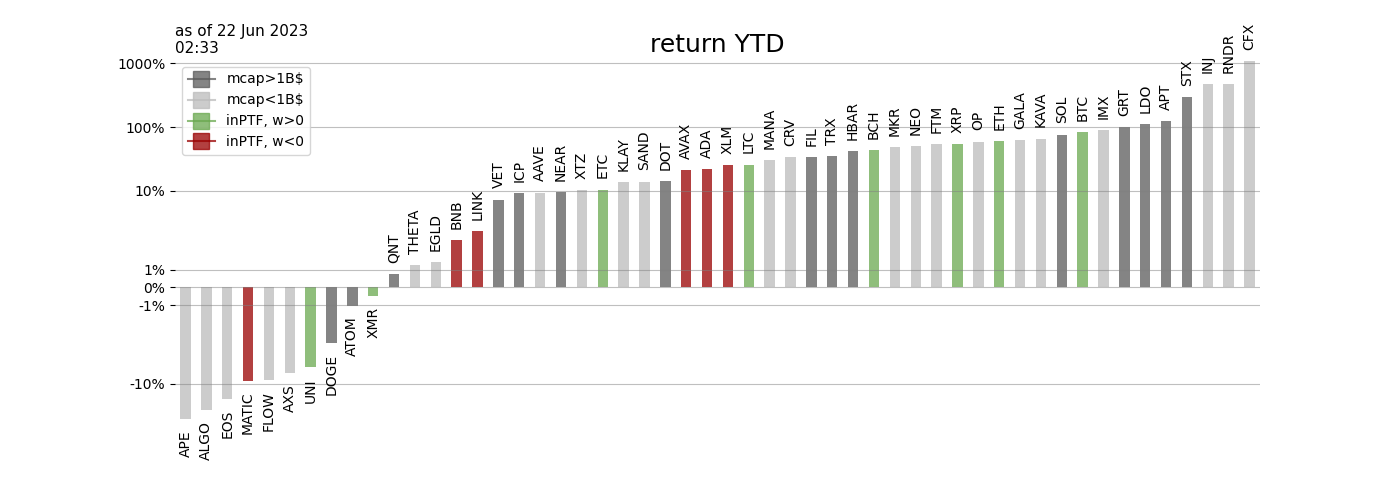 as of 22 Jun 2023
02:33
return YTD
1000%
100%
10%
1%
0%
-1%
-10%
mcap>1B$
mcap<1B$
inPTF, w>0
inPTF, w<0
APE
ALGO
EOS
MATIC
FLOW
AXS
UNI
DOGE
ATOM
XMR
QNT
THETA
EGLD
BNB
LINK
VET
ICP
AAVE
NEAR
XTZ
ETC
KLAY
SAND
DOT
AVAX
ADA
XLM
LTC
MANA
CRV
FIL
TRX
HBAR
BCH
MKR
NEO
FTM
XRP
OP
ETH
GALA
KAVA
SOL
BTC
IMX
GRT
LDO
APT
STX
INJ
RNDR
CFX